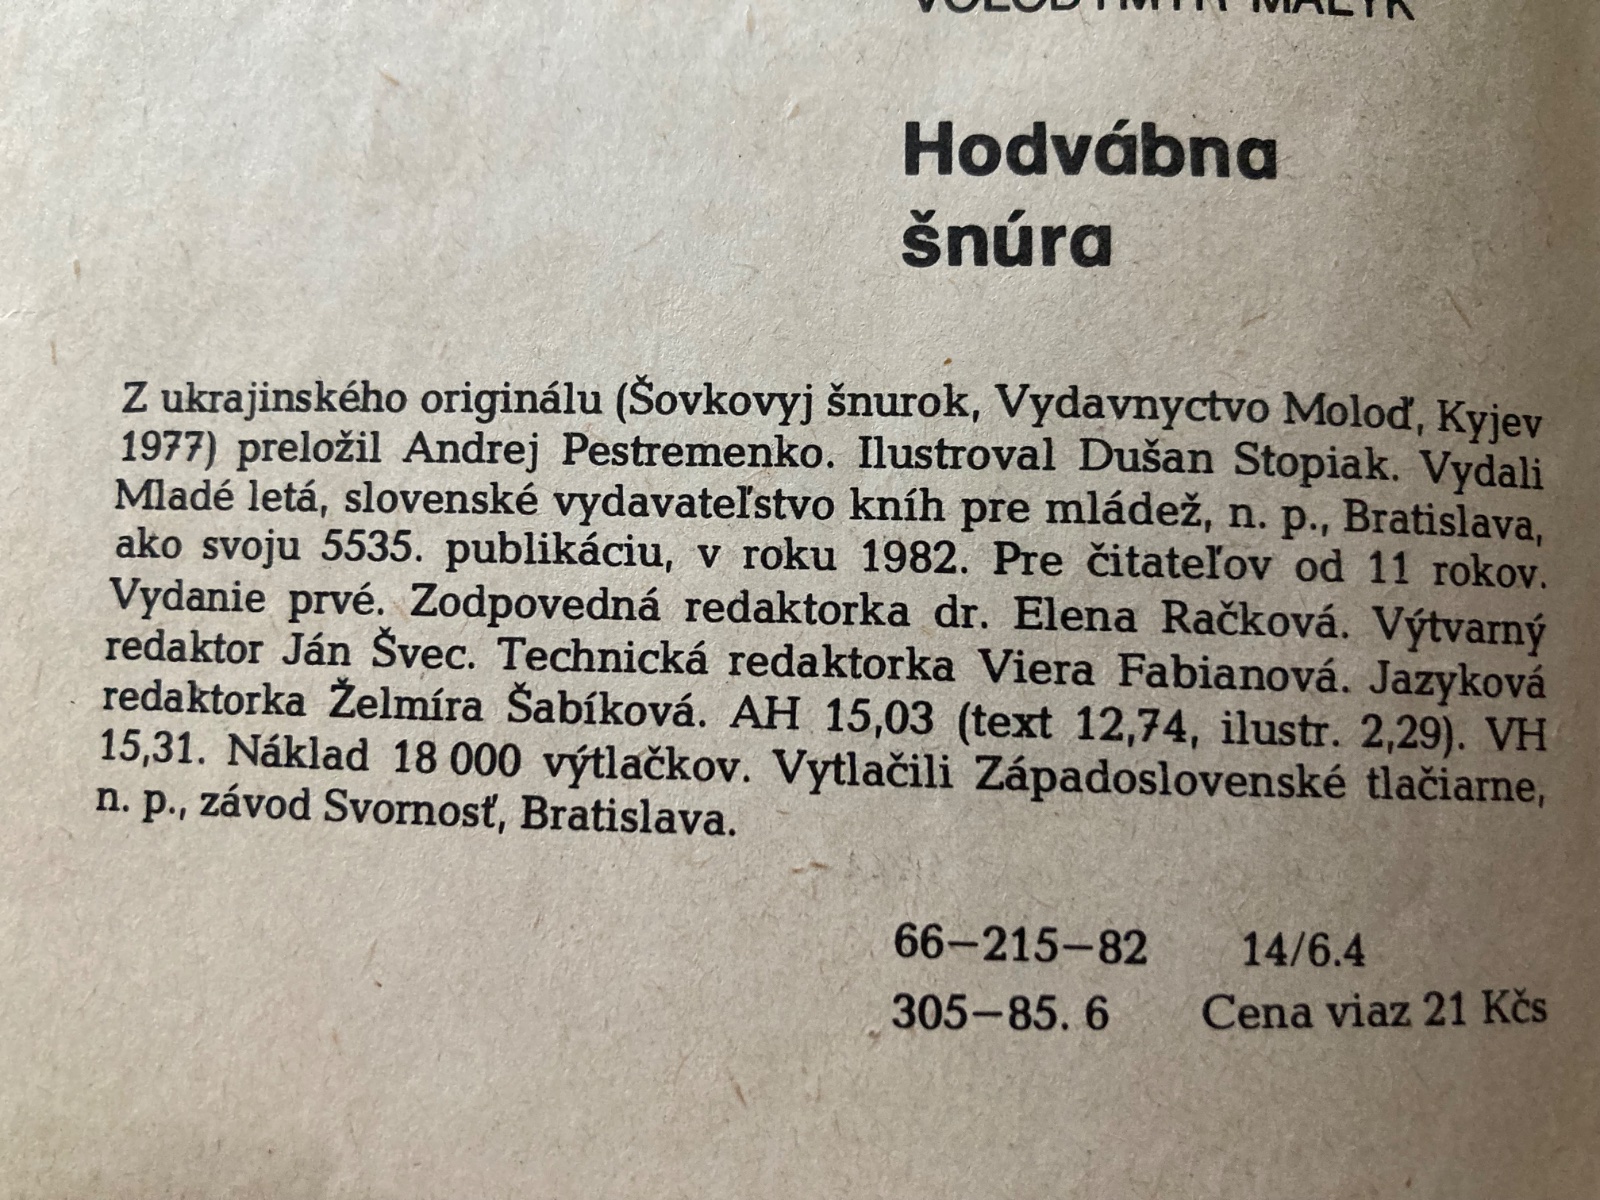 VOLODYMYR MALYK
Hodvábna
šnúra
Z ukrajinského originálu (Šovkovyj šnurok, Vydavnyctvo Moloď, Kyjev
1977) preložil Andrej Pestremenko. Ilustroval Dušan Stopiak. Vydali
Mladé letá, slovenské vydavateľstvo kníh pre mládež, n. p., Bratislava,
ako svoju 5535. publikáciu, v roku 1982. Pre čitateľov od 11 rokov.
Vydanie prvé. Zodpovedná redaktorka dr. Elena Račková. Výtvarný
redaktor Ján Švec. Technická redaktorka Viera Fabianová. Jazyková
redaktorka Želmíra Šabíková. AH 15,03 (text 12,74, ilustr. 2,29). VH
15,31. Náklad 18 000 výtlačkov. Vytlačili Západoslovenské tlačiarne,
n. p., závod Svornosť, Bratislava.
66—215—82 14/6.4
305—85. 6 Cena viaz 21 Kčs